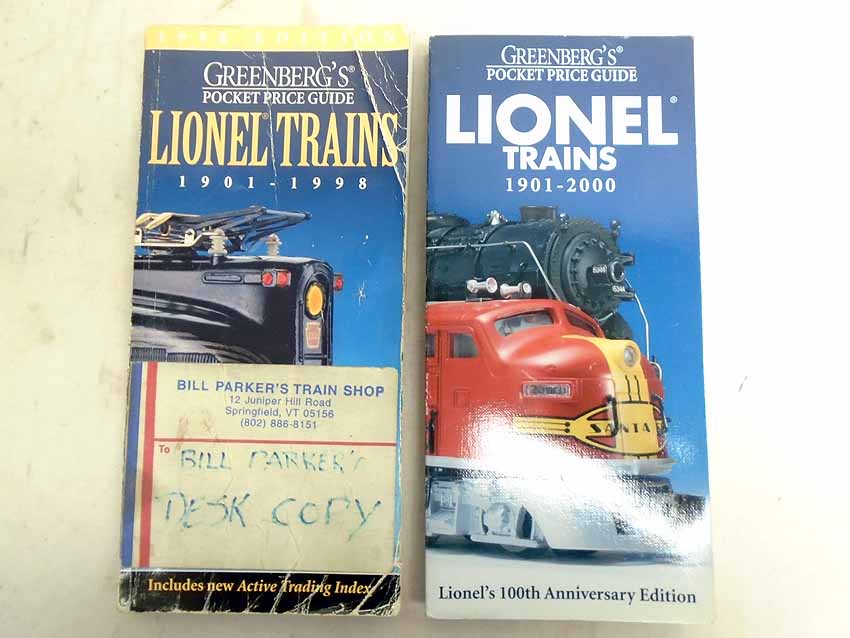 1998 EDITION
GREENBERG'S®
POCKET PRICE GUIDE
LIONEL® TRAINS
1901-1998
BILL PARKER'S TRAIN SHOP
12 Juniper Hill Road
Springfield, VT 05156
(802) 886-8151
To
BILL PARKER'S
DESK COPY
Includes new Active Trading Index
GREENBERG'S®
POCKET PRICE GUIDE
LIONEL®
TRAINS
1901-2000
SANTA
Lionel's 100th Anniversary Edition